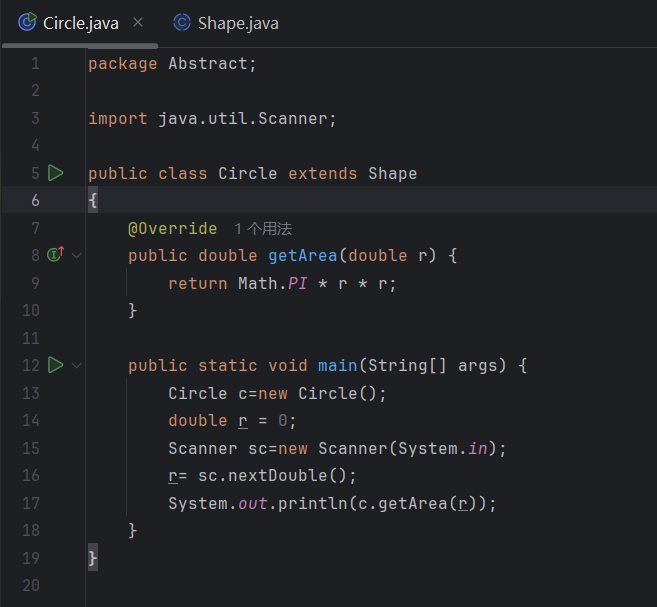 Circle.java Shape.java
1 package Abstract;
2
3 import java.util.Scanner;
4
5 public class Circle extends Shape
6 {
7 @Override 1 个用法
8 public double getArea(double r) {
9 return Math.PI * r * r;
10 }
11
12 public static void main(String[] args) {
13 Circle c=new Circle();
14 double r = 0;
15 Scanner sc=new Scanner(System.in);
16 r= sc.nextDouble();
17 System.out.println(c.getArea(r));
18 }
19 }
20